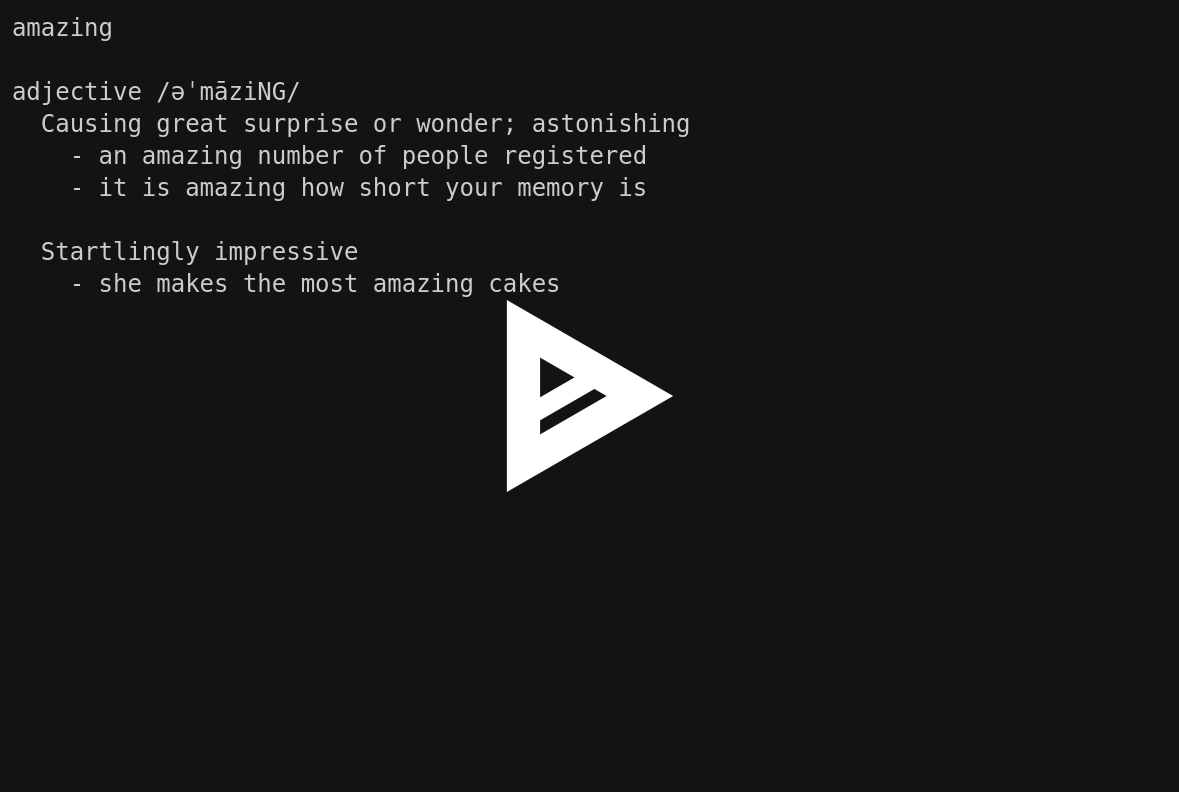 amazing
adjective /əˈmāziNG/
Causing great surprise or wonder; astonishing
- an amazing number of people registered
- it is amazing how short your memory is
Startlingly impressive
- she makes the most amazing cakes